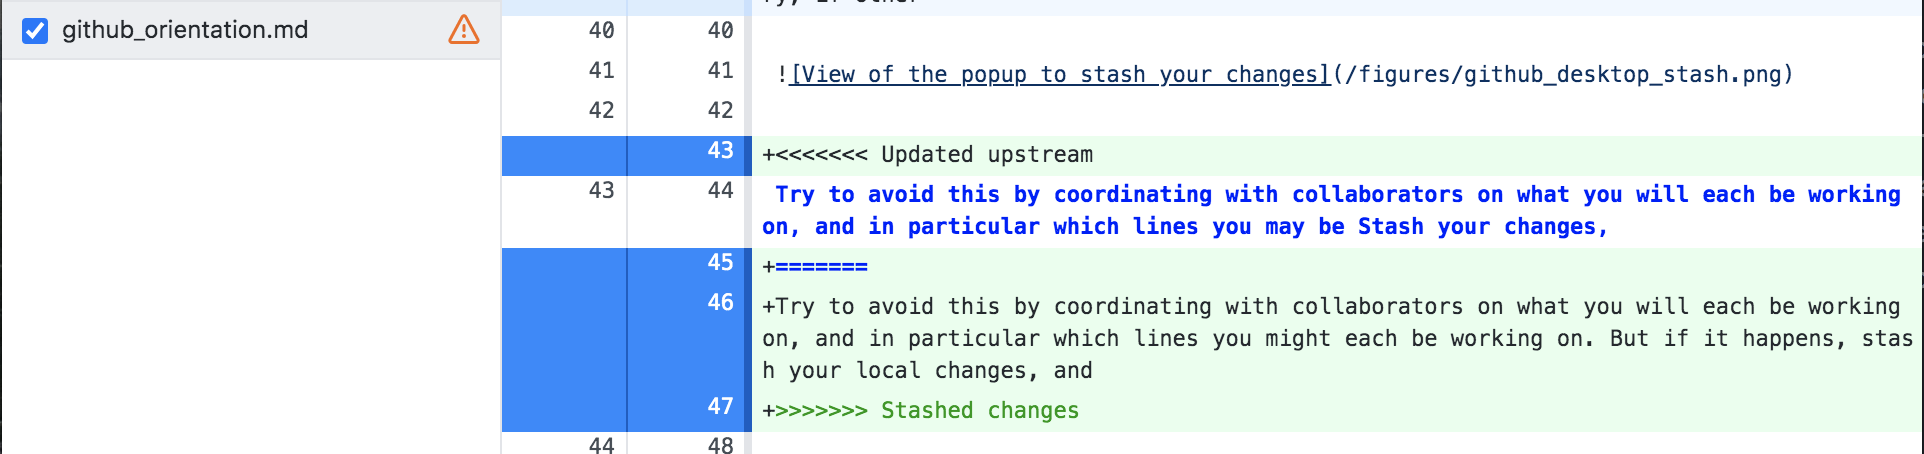 github_orientation.md
40 40
41 41 ![View of the popup to stash your changes](/figures/github_desktop_stash.png)
42 42
43 +<<<<<<< Updated upstream
43 44 Try to avoid this by coordinating with collaborators on what you will each be working
on, and in particular which lines you may be Stash your changes,
45 +=======
46 +Try to avoid this by coordinating with collaborators on what you will each be working
on, and in particular which lines you might each be working on. But if it happens, stas
h your local changes, and
47 +>>>>>>> Stashed changes
44 48